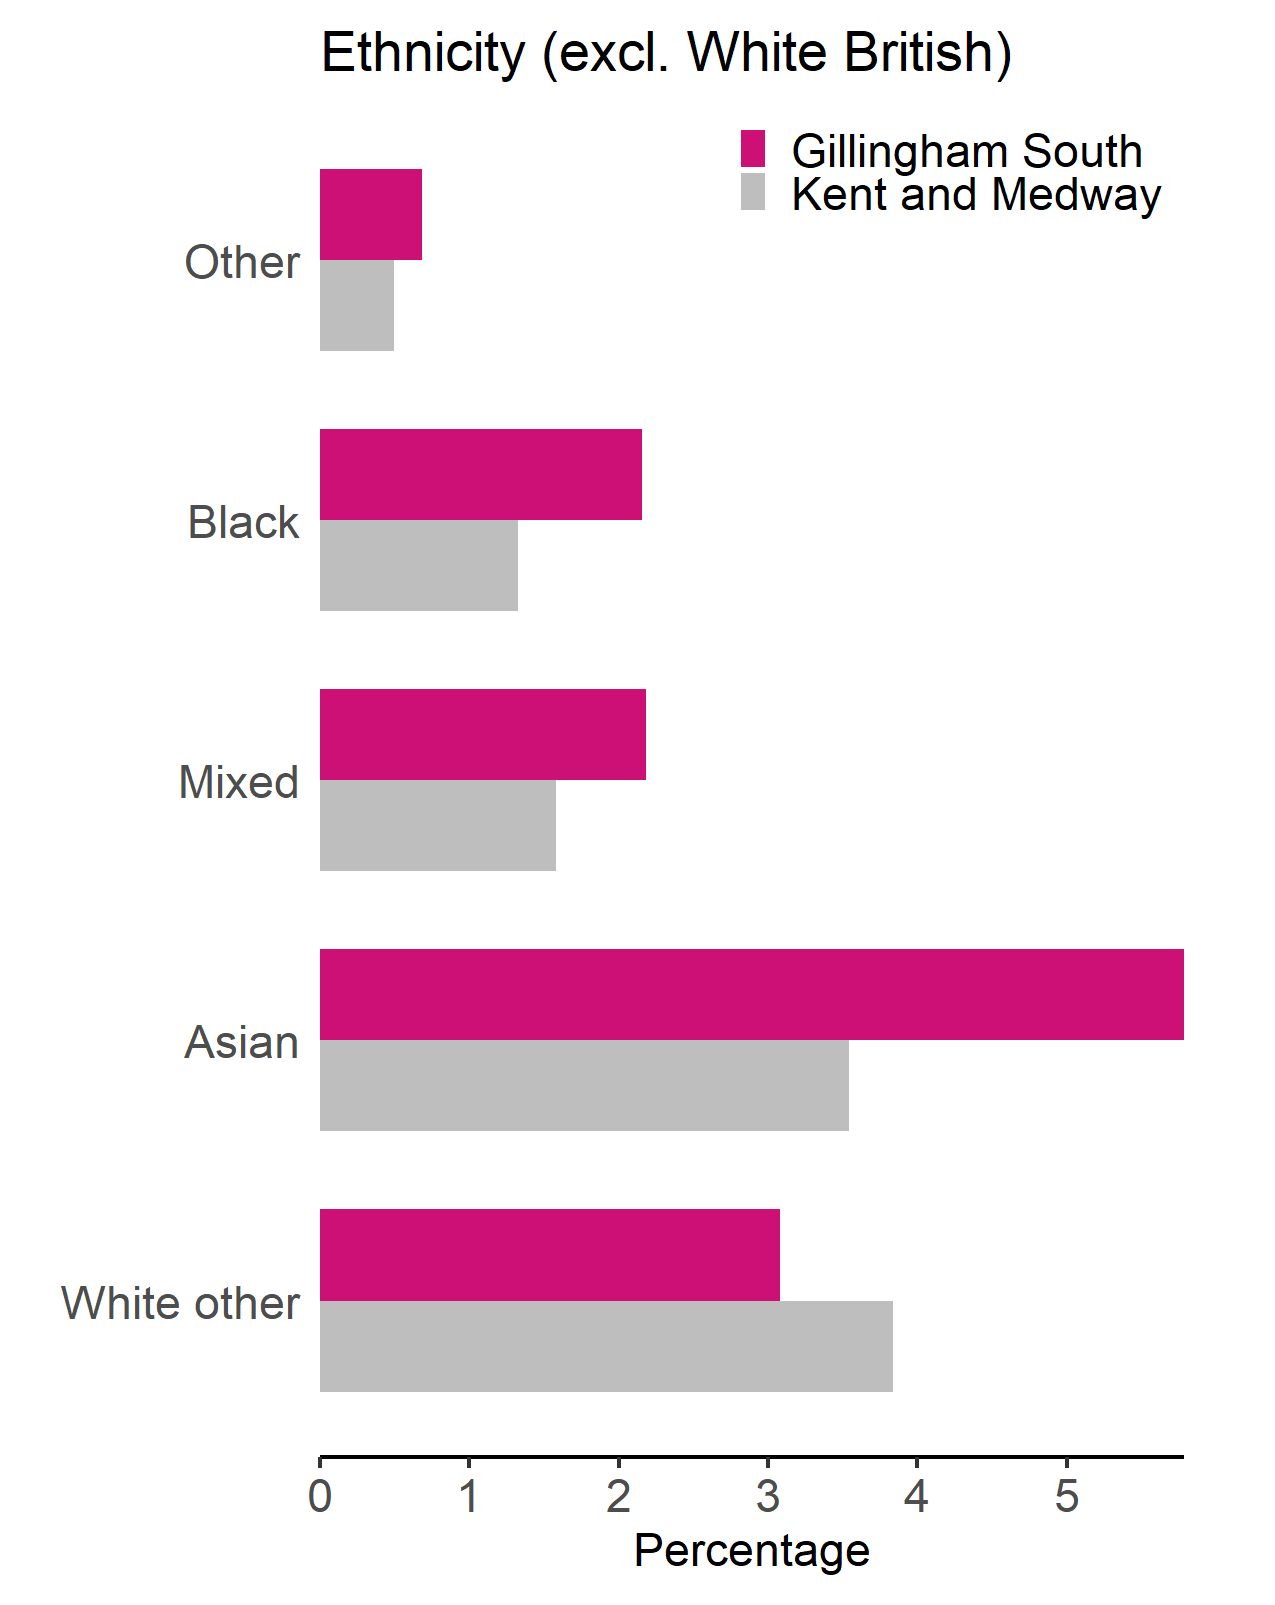 Ethnicity (excl. White British)
Gillingham South
Kent and Medway
Other
Black
Mixed
Asian
White other
0 1 2 3 4 5
Percentage